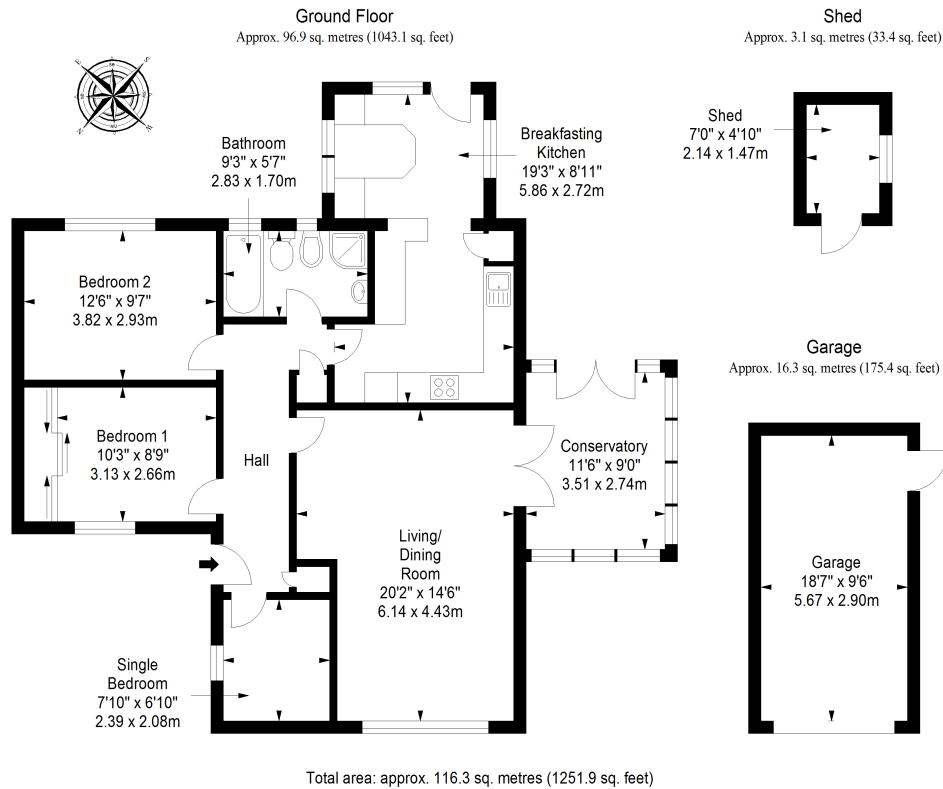 Ground Floor
Approx. 96.9 sq. metres (1043.1 sq. feet)
Shed
Approx. 3.1 sq. metres (33.4 sq. feet)
E
S
N
W
Bathroom
9'3" x 5'7"
2.83 x 1.70m
Breakfasting
Kitchen
19'3" x 8'11"
5.86 x 2.72m
Shed
7'0" x 4'10"
2.14 x 1.47m
Bedroom 2
12'6" x 9'7"
3.82 x 2.93m
Garage
Approx. 16.3 sq. metres (175.4 sq. feet)
Bedroom 1
10'3" x 8'9"
3.13 x 2.66m
Hall
Conservatory
11'6" x 9'0"
3.51 x 2.74m
Living/
Dining
Room
20'2" x 14'6"
6.14 x 4.43m
Garage
18'7" x 9'6"
5.67 x 2.90m
Single
Bedroom
7'10" x 6'10"
2.39 x 2.08m
Total area: approx. 116.3 sq. metres (1251.9 sq. feet)